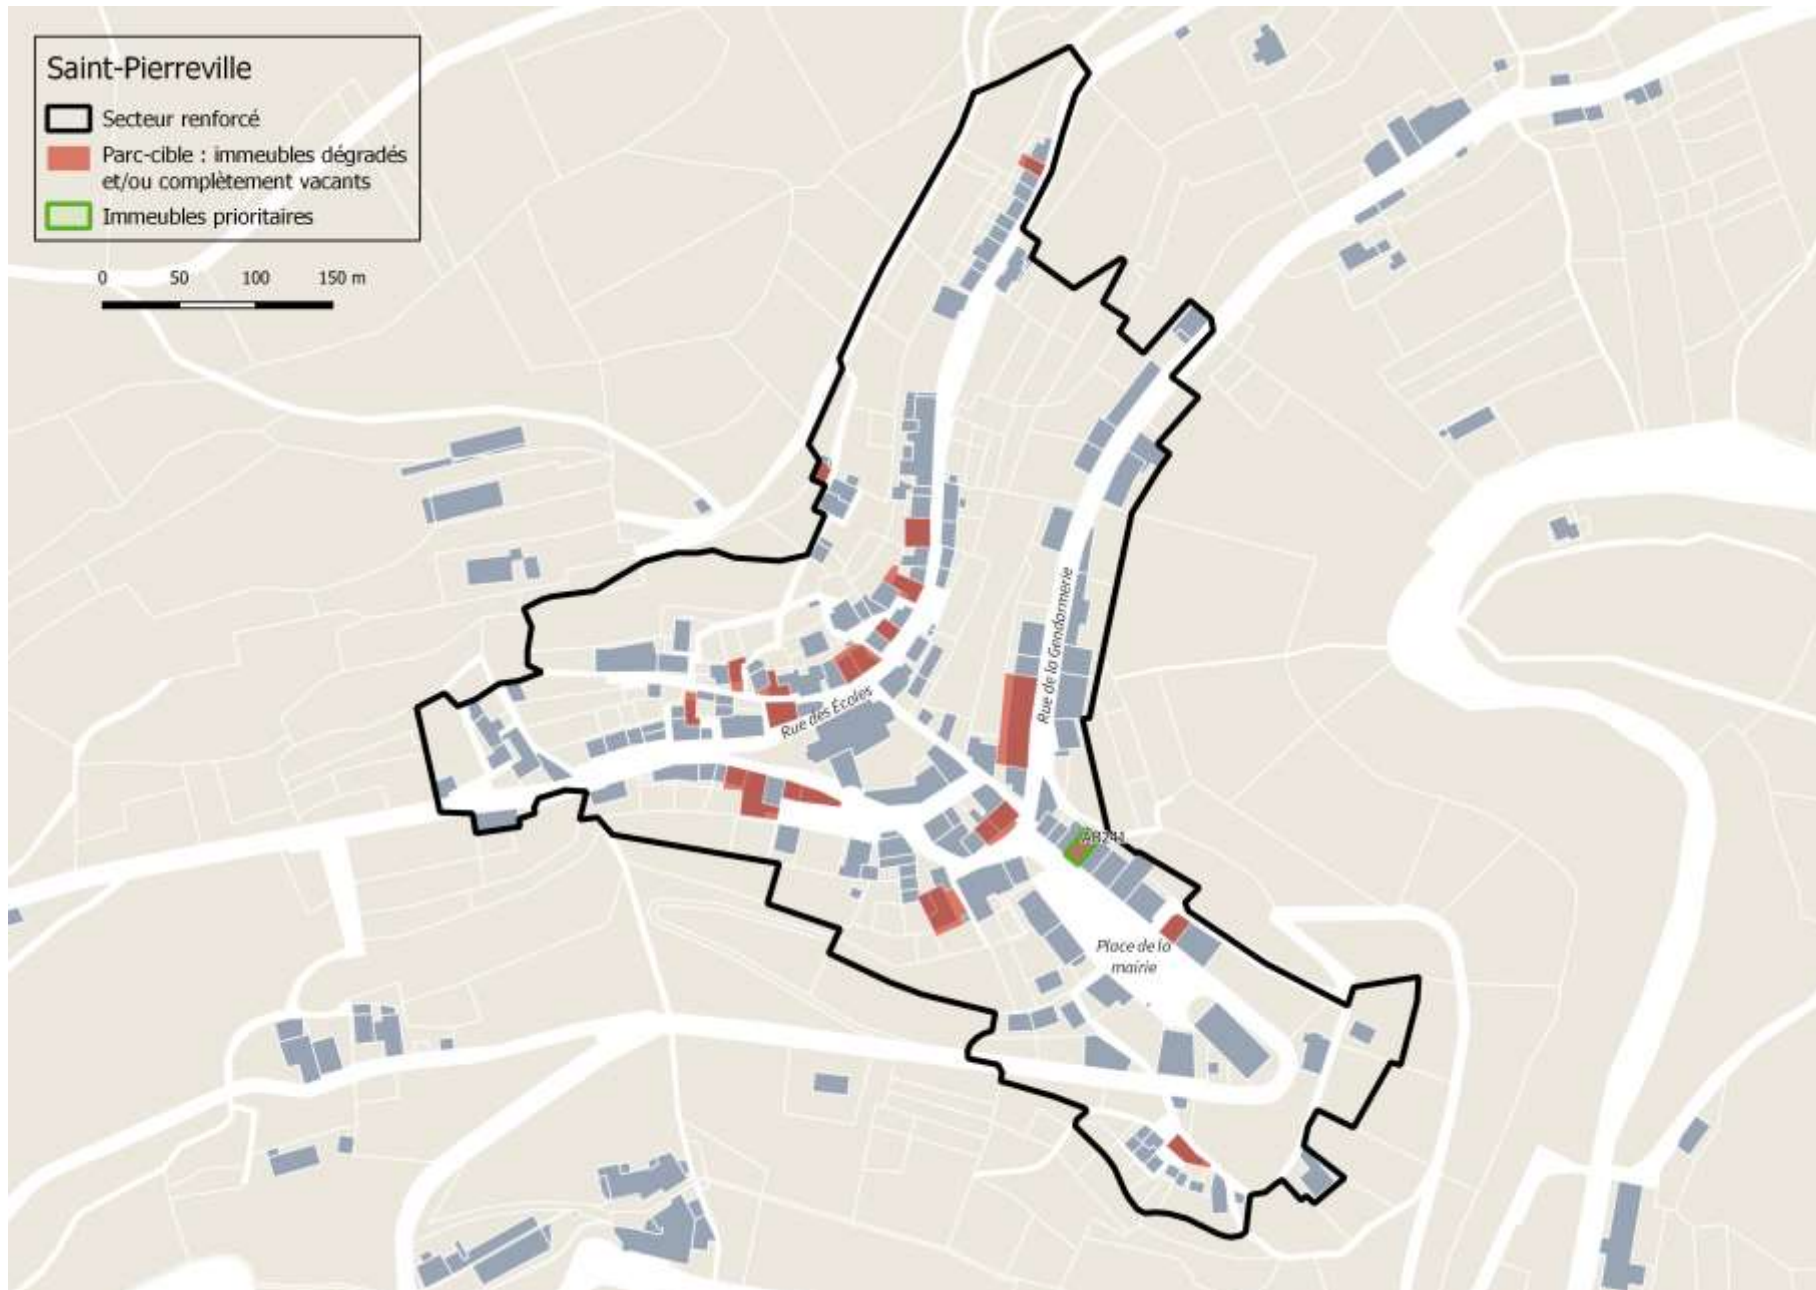 Saint-Pierreville
Secteur renforcé
Parc-cible : immeubles dégradés
et/ou complètement vacants
Immeubles prioritaires
0 50 100 150 m
Rue de la Gendarmerie
Rue des Écoles
AB241
Place de la
mairie